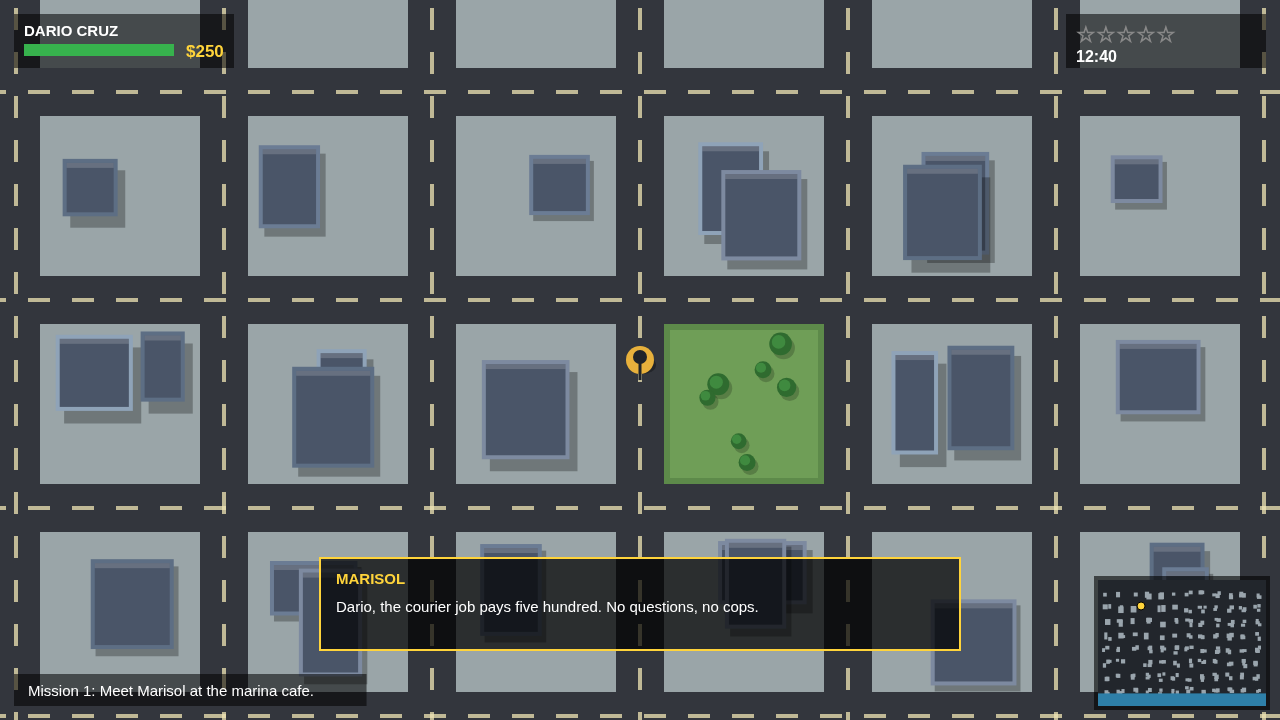 DARIO CRUZ
$250
☆☆☆☆☆
12:40
MARISOL
Dario, the courier job pays five hundred. No questions, no cops.
Mission 1: Meet Marisol at the marina cafe.